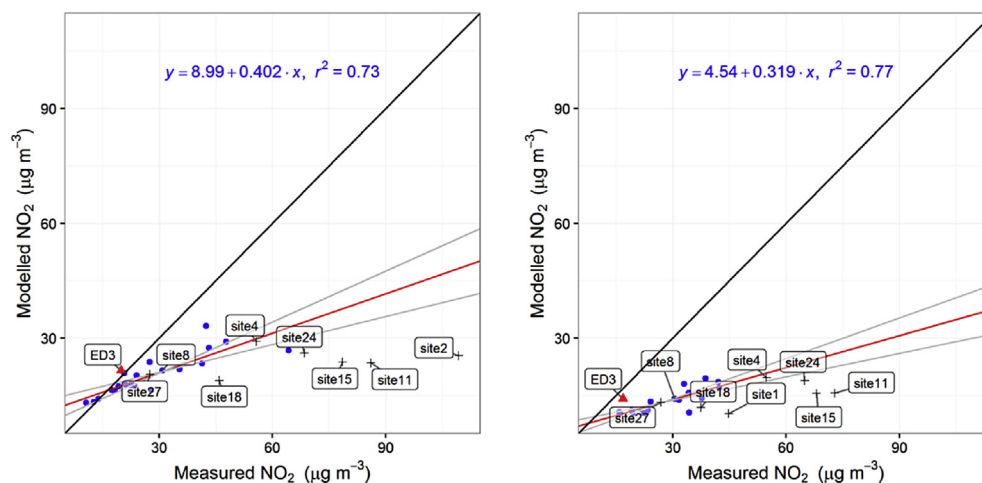 y = 8.99 + 0.402 · x, r² = 0.73
90
60
30
Modelled NO₂ (μg m⁻³)
site4
site24
ED3
site8
site2
site15
site11
site27
site18
30
60
90
Measured NO₂ (μg m⁻³)
y = 4.54 + 0.319 · x, r² = 0.77
90
60
30
Modelled NO₂ (μg m⁻³)
site8
site4
site24
ED3
site18
site11
site27
site1
site15
30
60
90
Measured NO₂ (μg m⁻³)